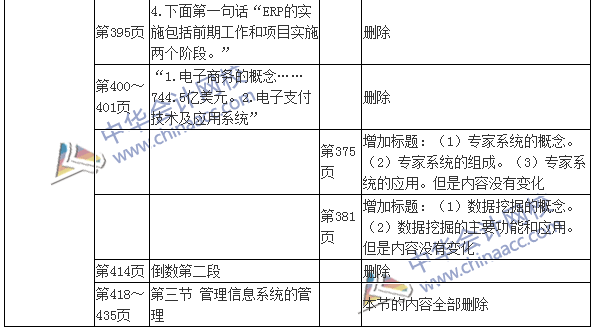 4.下面第一句话“ERP的实
第395页
施包括前期工作和项目实施
删除
两个阶段。”
第400～
401页
“1.电子商务的概念……
744.5亿美元。2.电子支付
技术及应用系统”
删除
第375
页
增加标题：（1）专家系统的概念。
（2）专家系统的组成。（3）专家系
统的应用。但是内容没有变化
第381
页
增加标题：（1）数据挖掘的概念。
（2）数据挖掘的主要功能和应用。
但是内容没有变化
第414页
倒数第二段
删除
第418～
435页
第三节 管理信息系统的管
理
本节的内容全部删除
中华会计网校
www.chinaacc.com
中华会计网校
www.chinaacc.com